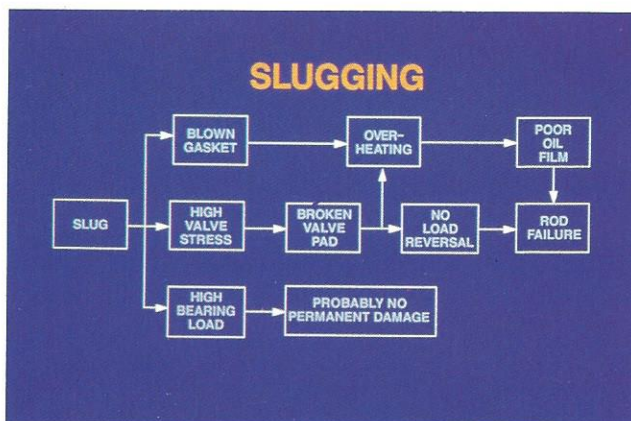 SLUGGING
BLOWN
GASKET
OVER-
HEATING
POOR
OIL
FILM
SLUG
HIGH
VALVE
STRESS
BROKEN
VALVE
PAD
NO
LOAD
REVERSAL
ROD
FAILURE
HIGH
BEARING
LOAD
PROBABLY NO
PERMANENT DAMAGE